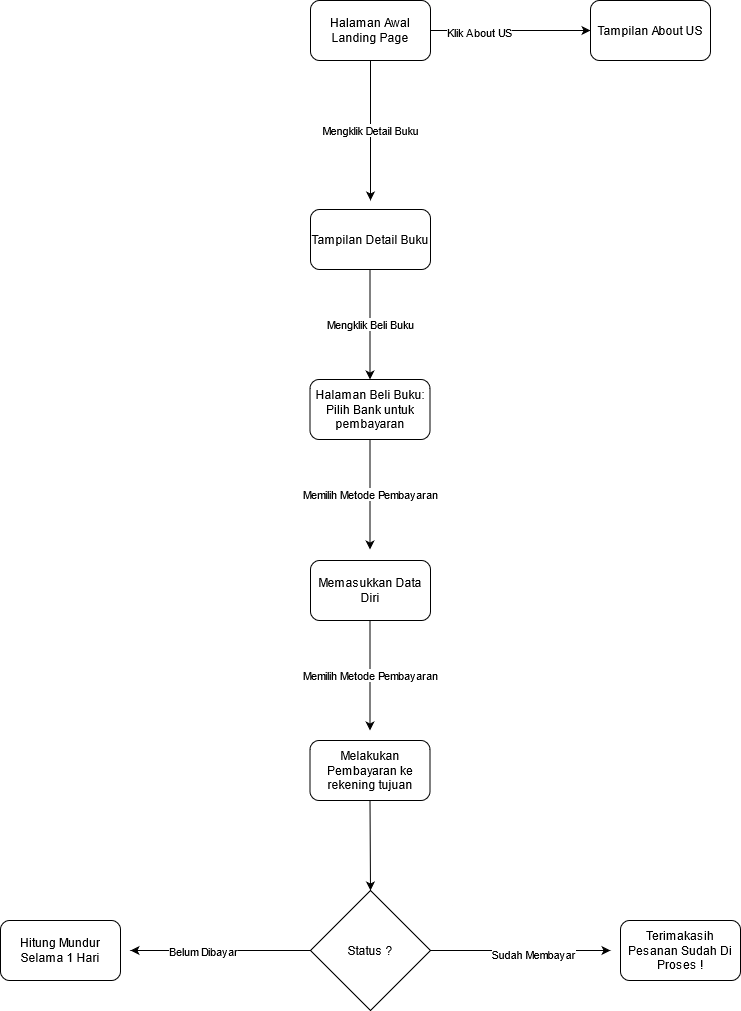 Halaman Awal
Landing Page
Klik About US
Tampilan About US
Mengklik Detail Buku
Tampilan Detail Buku
Mengklik Beli Buku
Halaman Beli Buku:
Pilih Bank untuk
pembayaran
Memilih Metode Pembayaran
Memasukkan Data
Diri
Memilih Metode Pembayaran
Melakukan
Pembayaran ke
rekening tujuan
Status ?
Belum Dibayar
Hitung Mundur
Selama 1 Hari
Sudah Membayar
Terimakasih
Pesanan Sudah Di
Proses !